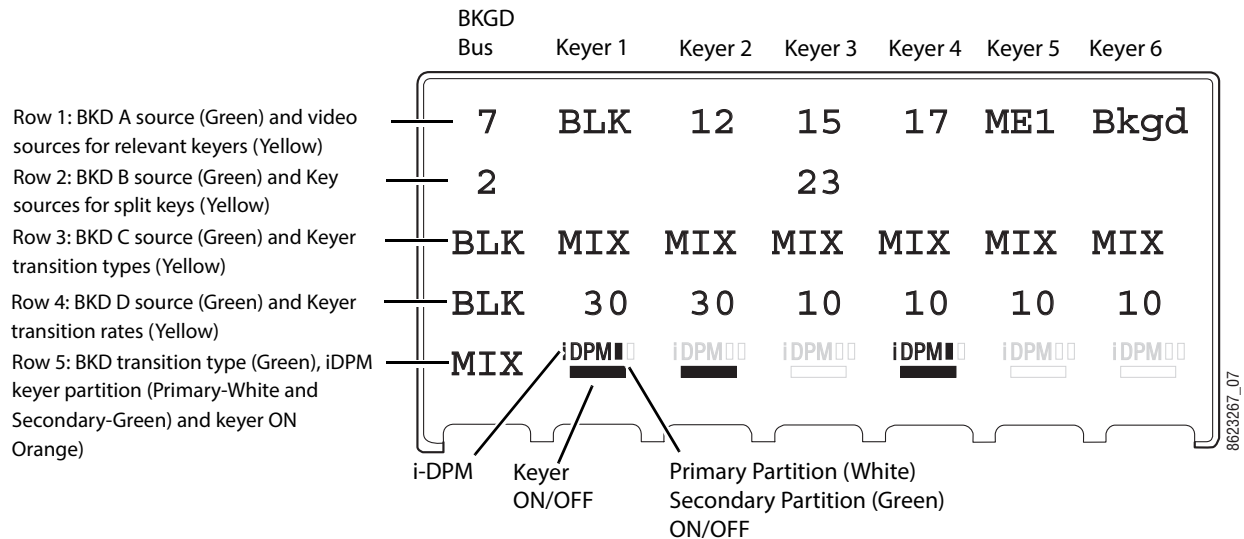 BKGD
Bus Keyer 1 Keyer 2 Keyer 3 Keyer 4 Keyer 5 Keyer 6
Row 1: BKD A source (Green) and video
sources for relevant keyers (Yellow)
7 BLK 12 15 17 ME1 Bkgd
Row 2: BKD B source (Green) and Key
sources for split keys (Yellow)
2 23
Row 3: BKD C source (Green) and Keyer
transition types (Yellow)
BLK MIX MIX MIX MIX MIX MIX
Row 4: BKD D source (Green) and Keyer
transition rates (Yellow)
BLK 30 30 10 10 10 10
Row 5: BKD transition type (Green), iDPM
keyer partition (Primary-White and
Secondary-Green) and keyer ON
Orange)
MIX iDPM iDPM iDPM iDPM iDPM iDPM
i-DPM
Keyer
ON/OFF
Primary Partition (White)
Secondary Partition (Green)
ON/OFF
8623267_07